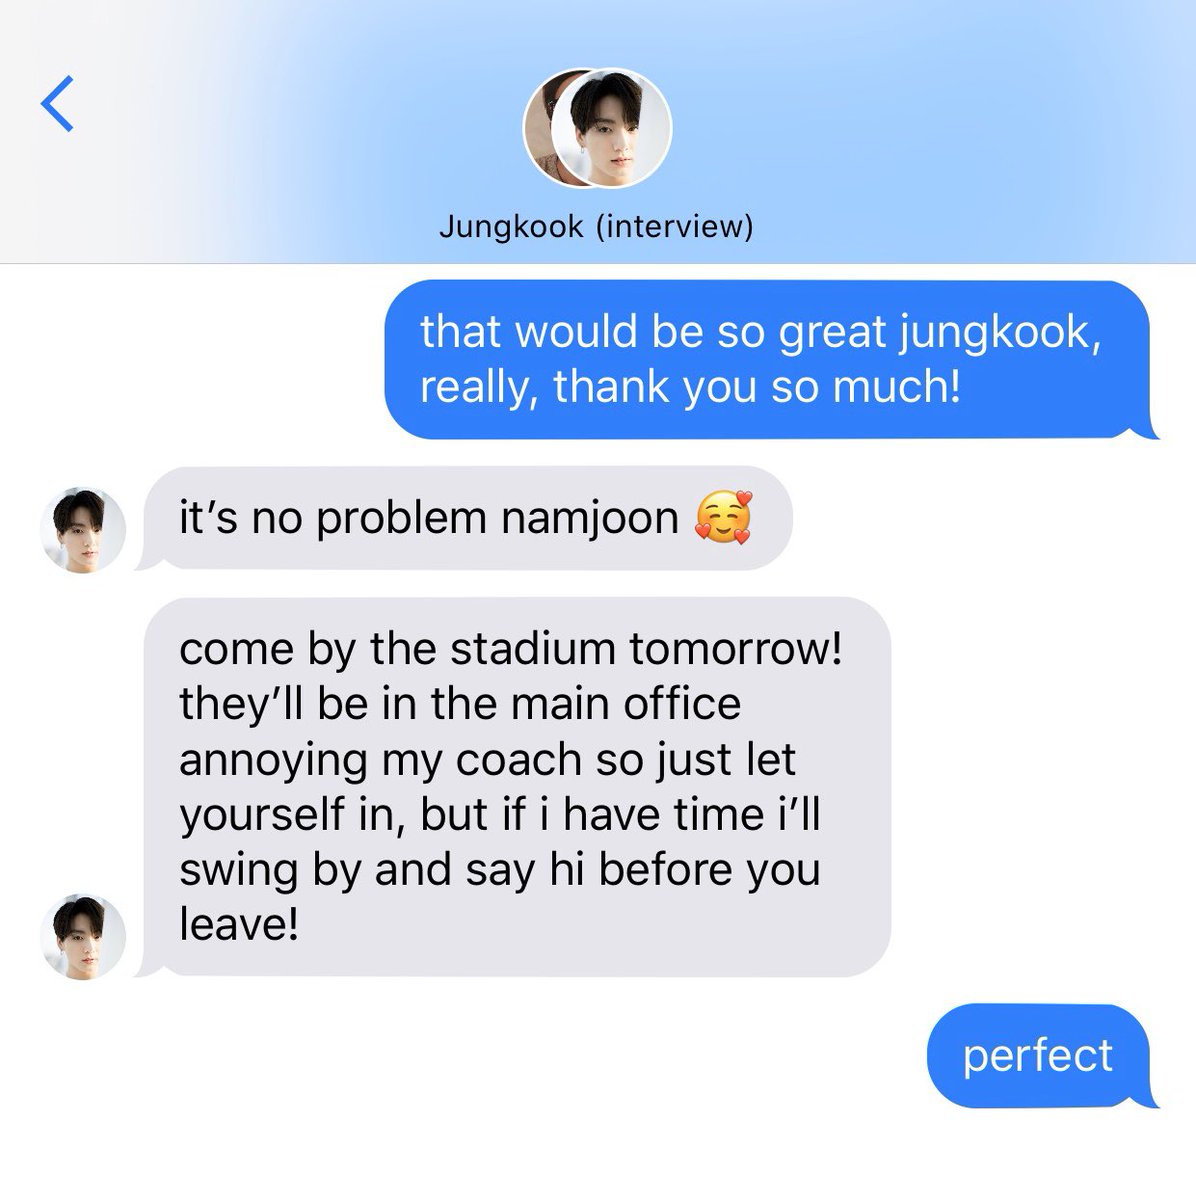 Jungkook (interview)
that would be so great jungkook,
really, thank you so much!
it’s no problem namjoon 🥰
come by the stadium tomorrow!
they’ll be in the main office
annoying my coach so just let
yourself in, but if i have time i’ll
swing by and say hi before you
leave!
perfect